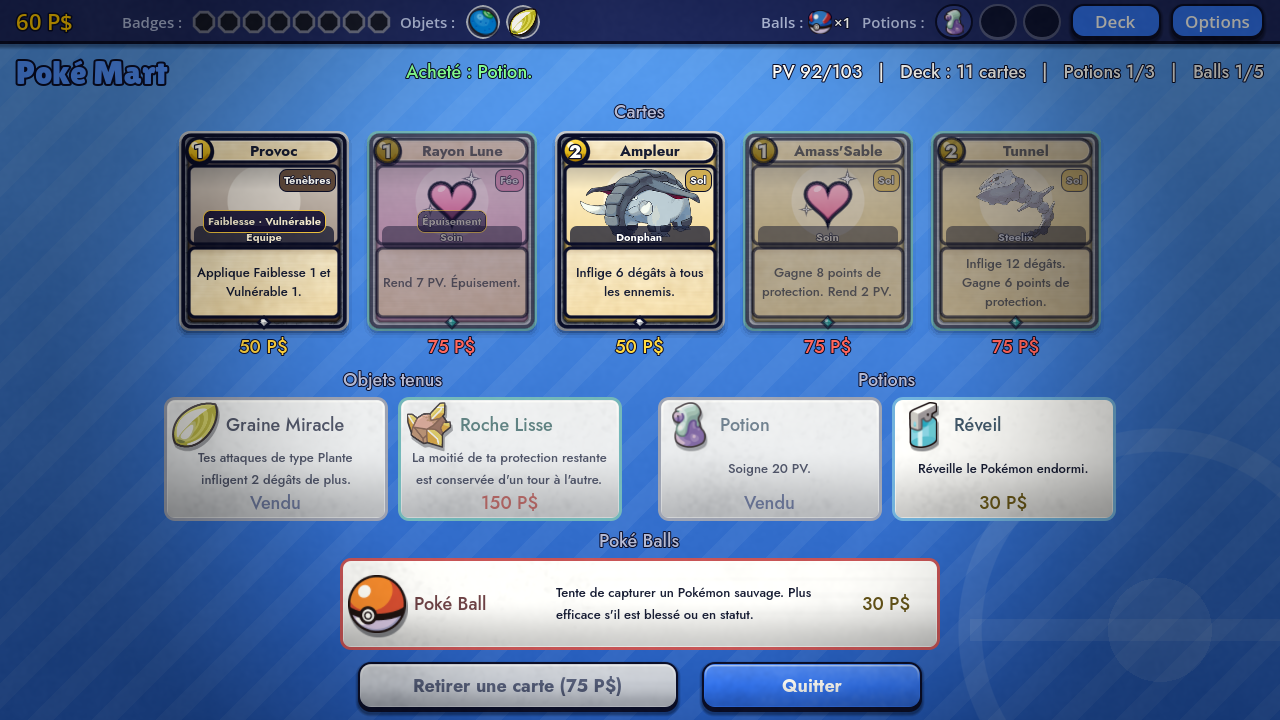 60 P$
Badges :
Objets :
Balls :
×1
Potions :
Deck
Options
Poké Mart
Acheté : Potion.
PV 92/103 | Deck : 11 cartes | Potions 1/3 | Balls 1/5
Cartes
1
Provoc
Ténèbres
Faiblesse · Vulnérable
Equipe
Applique Faiblesse 1 et
Vulnérable 1.
50 P$
1
Rayon Lune
Fée
Épuisement
Soin
Rend 7 PV. Épuisement.
75 P$
2
Ampleur
Sol
Donphan
Inflige 6 dégâts à tous
les ennemis.
50 P$
1
Amass'Sable
Sol
Soin
Gagne 8 points de
protection. Rend 2 PV.
75 P$
2
Tunnel
Sol
Steelix
Inflige 12 dégâts.
Gagne 6 points de
protection.
75 P$
Objets tenus
Graine Miracle
Tes attaques de type Plante
infligent 2 dégâts de plus.
Vendu
Roche Lisse
La moitié de ta protection restante
est conservée d'un tour à l'autre.
150 P$
Potions
Potion
Soigne 20 PV.
Vendu
Réveil
Réveille le Pokémon endormi.
30 P$
Poké Balls
Poké Ball
Tente de capturer un Pokémon sauvage. Plus
efficace s'il est blessé ou en statut.
30 P$
Retirer une carte (75 P$)
Quitter